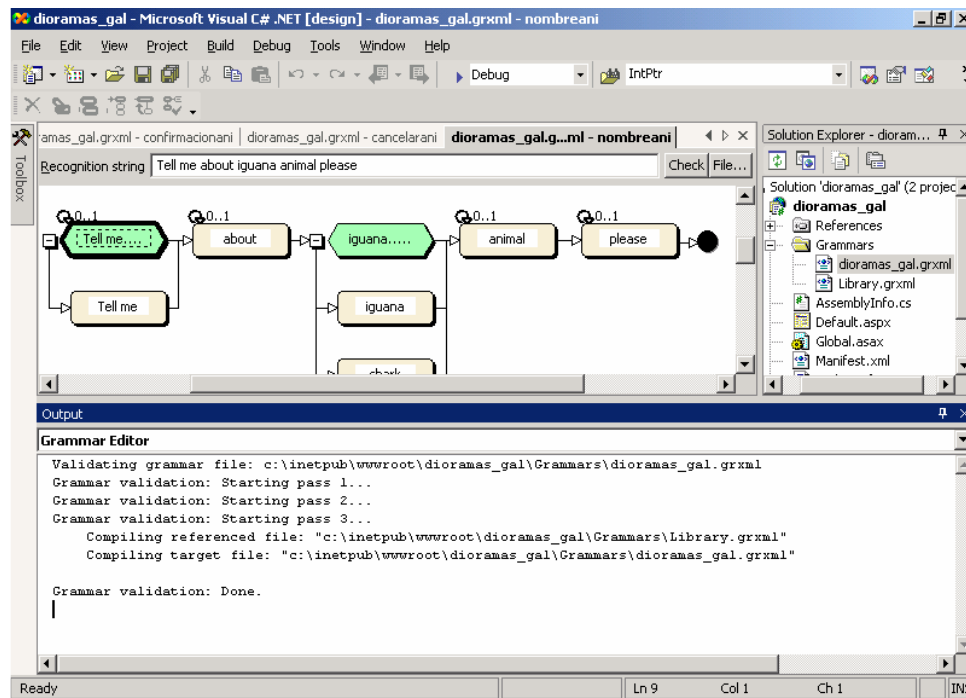 dioramas_gal - Microsoft Visual C# .NET [design] - dioramas_gal.grxml - nombreani
File Edit View Project Build Debug Tools Window Help
Debug IntPtr
Toolbox
amas_gal.grxml - confirmacionani dioramas_gal.grxml - cancelarani dioramas_gal.g...ml - nombreani
Recognition string Tell me about iguana animal please Check File...
0..1 0..1 0..1 0..1
Tell me.... about iguana..... animal please
Tell me iguana
shark
Solution Explorer - dioram...
Solution 'dioramas_gal' (2 projec
dioramas_gal
References
Grammars
dioramas_gal.grxml
Library.grxml
AssemblyInfo.cs
Default.aspx
Global.asax
Manifest.xml
Output
Grammar Editor
Validating grammar file: c:\inetpub\wwwroot\dioramas_gal\Grammars\dioramas_gal.grxml
Grammar validation: Starting pass 1...
Grammar validation: Starting pass 2...
Grammar validation: Starting pass 3...
Compiling referenced file: "c:\inetpub\wwwroot\dioramas_gal\Grammars\Library.grxml"
Compiling target file: "c:\inetpub\wwwroot\dioramas_gal\Grammars\dioramas_gal.grxml"
Grammar validation: Done.
Ready Ln 9 Col 1 Ch 1 IN